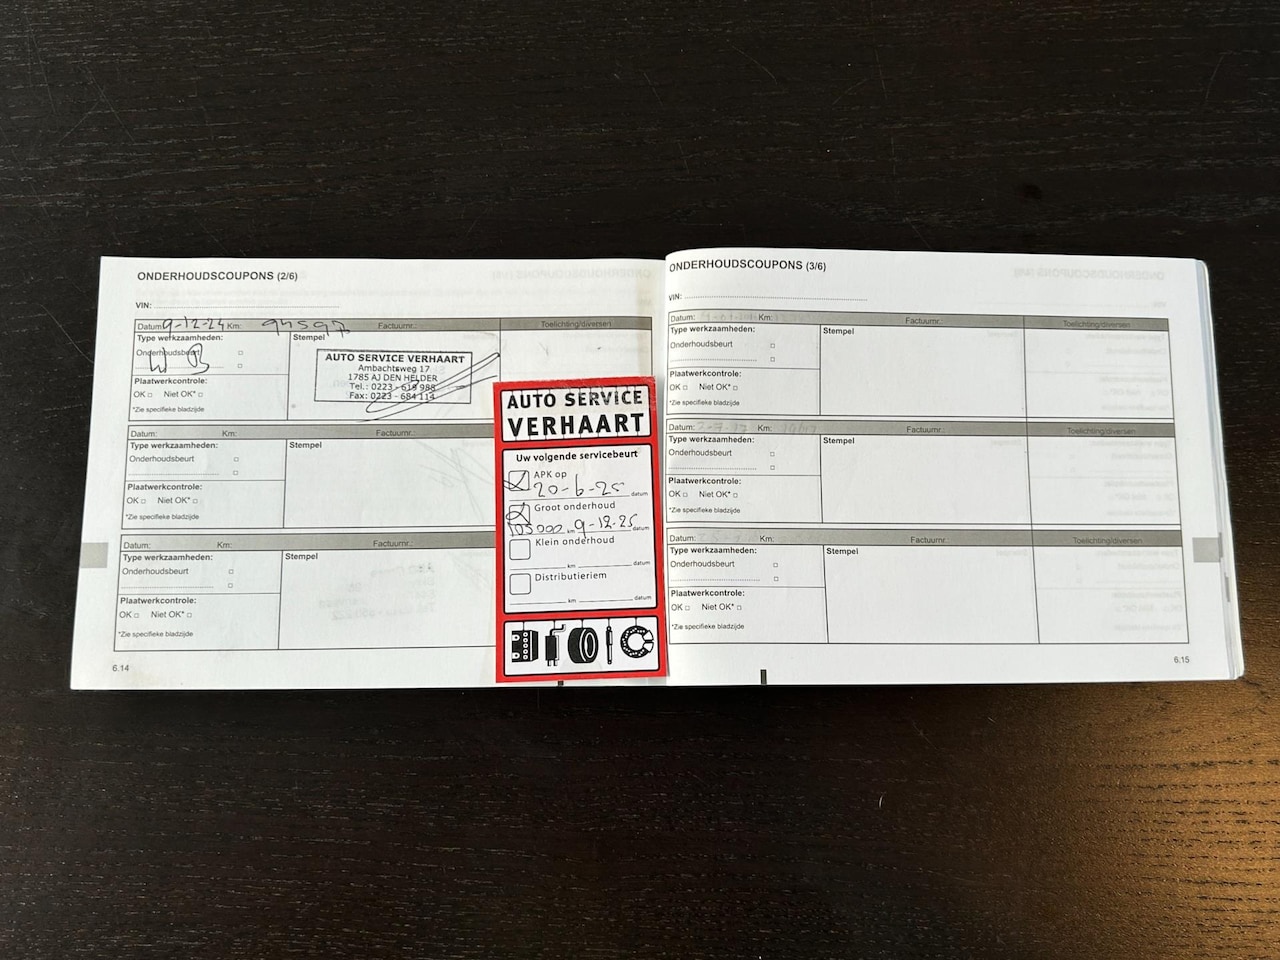 ONDERHOUDSCOUPONS (2/6)
VIN:
Datum: 9-12-24 Km: 94597 Factuurnr.: Toelichting/diversen
Type werkzaamheden: Stempel
Onderhoudsbeurt
Plaatwerkcontrole:
OK Niet OK*
*Zie specifieke bladzijde
AUTO SERVICE VERHAART
Ambachtsweg 17
1785 AJ DEN HELDER
Tel.: 0223 - 619 988
Fax: 0223 - 684 114
Datum: Km: Factuurnr.:
Type werkzaamheden: Stempel
Onderhoudsbeurt
Plaatwerkcontrole:
OK Niet OK*
*Zie specifieke bladzijde
Datum: Km: Factuurnr.:
Type werkzaamheden: Stempel
Onderhoudsbeurt
Plaatwerkcontrole:
OK Niet OK*
*Zie specifieke bladzijde
6.14
AUTO SERVICE
VERHAART
Uw volgende servicebeurt
APK op
20-6-25 datum
Groot onderhoud
105000 km 9-12-25 datum
Klein onderhoud
km datum
Distributieriem
km datum
ONDERHOUDSCOUPONS (3/6)
VIN:
Datum: Km: Factuurnr.: Toelichting/diversen
Type werkzaamheden: Stempel
Onderhoudsbeurt
Plaatwerkcontrole:
OK Niet OK*
*Zie specifieke bladzijde
Datum: Km: Factuurnr.: Toelichting/diversen
Type werkzaamheden: Stempel
Onderhoudsbeurt
Plaatwerkcontrole:
OK Niet OK*
*Zie specifieke bladzijde
Datum: Km: Factuurnr.: Toelichting/diversen
Type werkzaamheden: Stempel
Onderhoudsbeurt
Plaatwerkcontrole:
OK Niet OK*
*Zie specifieke bladzijde
6.15